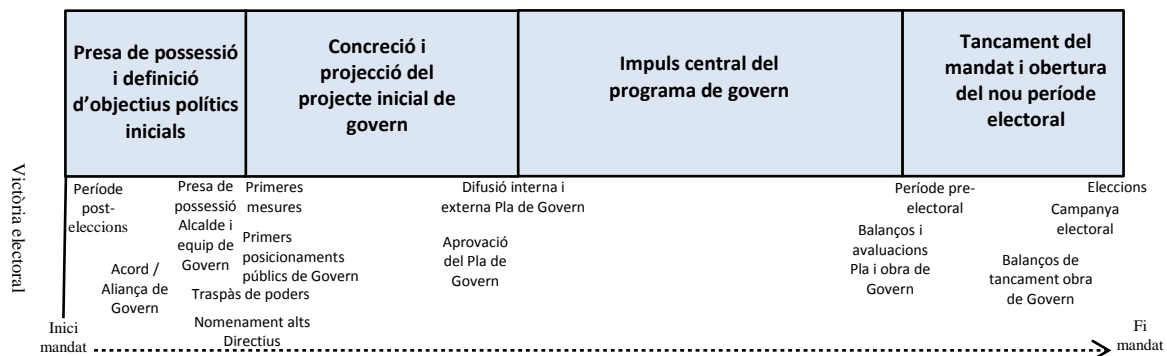 Presa de possessió
i definició
d'objectius polítics
inicials
Concreció i
projecció del
projecte inicial de
govern
Impuls central del
programa de govern
Tancament del
mandat i obertura
del nou període
electoral
Victòria electoral
Període
post-
eleccions
Acord /
Aliança de
Govern
Presa de
possessió
Alcalde i
equip de
Govern
Primeres
mesures
Primers
posicionaments
públics de Govern
Traspàs de poders
Nomenament alts
Directius
Difusió interna i
externa Pla de Govern
Aprovació
del Pla de
Govern
Període pre-
electoral
Balanços i
avaluacions
Pla i obra de
Govern
Eleccions
Campanya
electoral
Balanços de
tancament obra
de Govern
Inici
mandat
Fi
mandat